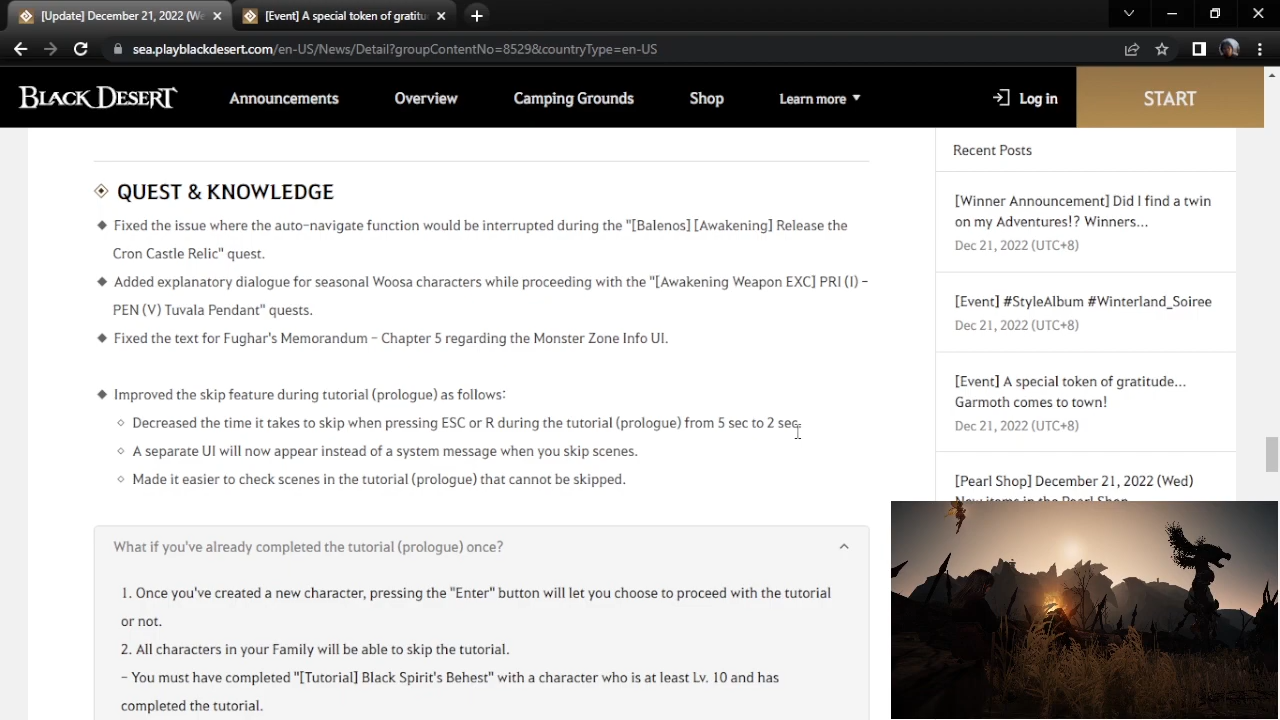 [Update] December 21, 2022 (We
[Event] A special token of gratitu
sea.playblackdesert.com/en-US/News/Detail?groupContentNo=8529&countryType=en-US
BLACK DESERT
Announcements
Overview
Camping Grounds
Shop
Learn more
Log in
START
QUEST & KNOWLEDGE
Fixed the issue where the auto-navigate function would be interrupted during the "[Balenos] [Awakening] Release the
Cron Castle Relic" quest.
Added explanatory dialogue for seasonal Woosa characters while proceeding with the "[Awakening Weapon EXC] PRI (I) -
PEN (V) Tuvala Pendant" quests.
Fixed the text for Fughar's Memorandum - Chapter 5 regarding the Monster Zone Info UI.
Improved the skip feature during tutorial (prologue) as follows:
Decreased the time it takes to skip when pressing ESC or R during the tutorial (prologue) from 5 sec to 2 sec.
A separate UI will now appear instead of a system message when you skip scenes.
Made it easier to check scenes in the tutorial (prologue) that cannot be skipped.
What if you've already completed the tutorial (prologue) once?
1. Once you've created a new character, pressing the "Enter" button will let you choose to proceed with the tutorial
or not.
2. All characters in your Family will be able to skip the tutorial.
- You must have completed "[Tutorial] Black Spirit's Behest" with a character who is at least Lv. 10 and has
completed the tutorial.
Recent Posts
[Winner Announcement] Did I find a twin
on my Adventures!? Winners...
Dec 21, 2022 (UTC+8)
[Event] #StyleAlbum #Winterland_Soiree
Dec 21, 2022 (UTC+8)
[Event] A special token of gratitude...
Garmoth comes to town!
Dec 21, 2022 (UTC+8)
[Pearl Shop] December 21, 2022 (Wed)
New items in the Pearl Shop